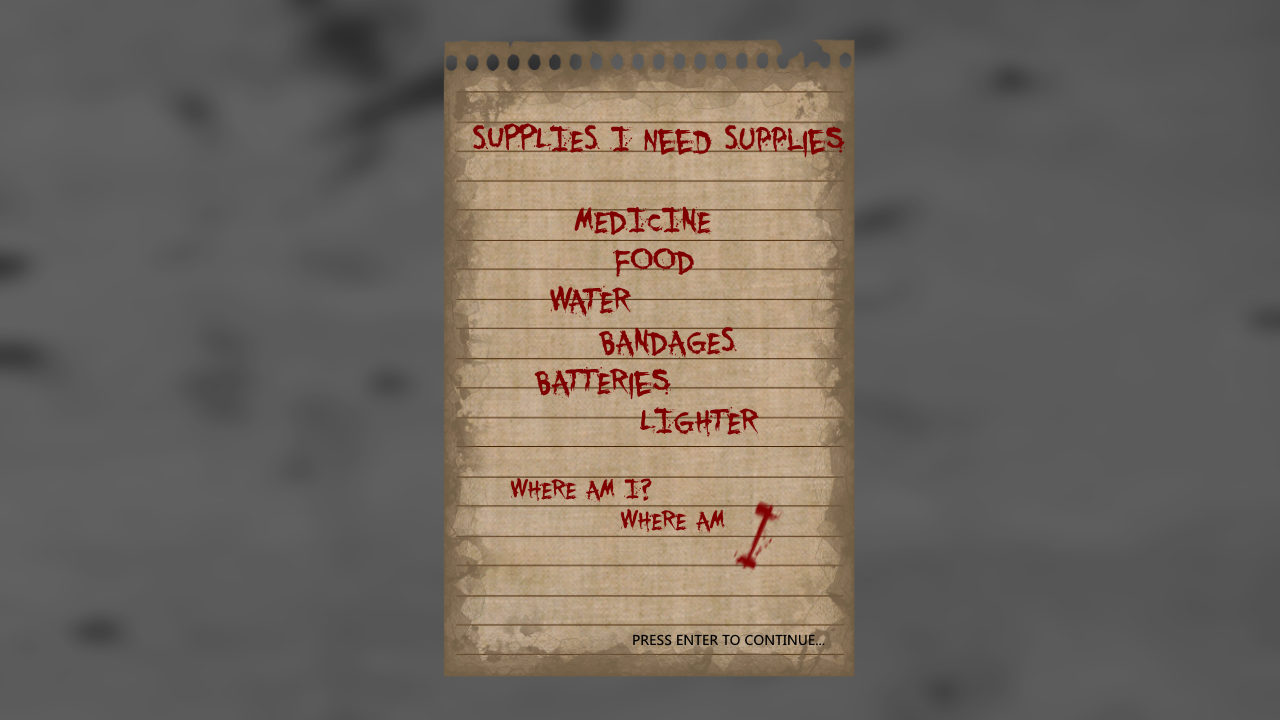 SUPPLIES I NEED SUPPLIES
MEDICINE
FOOD
WATER
BANDAGES
BATTERIES
LIGHTER
WHERE AM I?
WHERE AM I
PRESS ENTER TO CONTINUE...